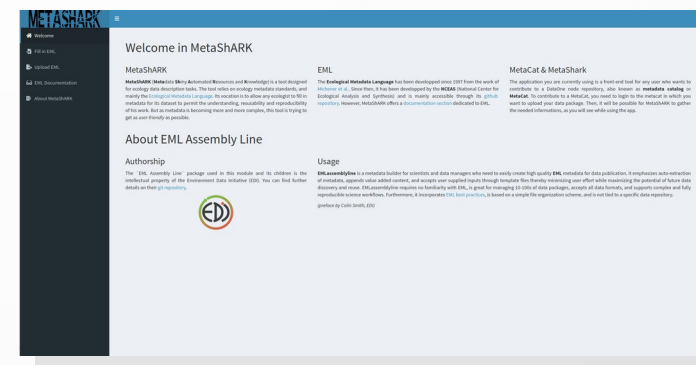 METASHARK
Welcome
Fill in EML
Upload EML
EML Documentation
About MetaShARK
Welcome in MetaShARK
MetaShARK
MetaShARK (Metadata Shiny Automated Resources and Knowledge) is a tool designed
for ecology data description tasks. The tool relies on ecology metadata standards, and
mainly the Ecological Metadata Language. Its vocation is to allow any ecologist to fill in
metadata for its dataset to permit the understanding, reusability and reproducibility
of his work. But as metadata is becoming more and more complex, this tool is trying to
get as user-friendly as possible.
EML
The Ecological Metadata Language has been developped since 1997 from the work of
Michener et al.. Since then, it has been developed by the NCEAS (National Center for
Ecological Analysis and Synthesis) and is mainly accessible through its github
repository. However, MetaShARK offers a documentation section dedicated to EML.
MetaCat & MetaShark
The application you are currently using is a front-end tool for any user who wants to
contribute to a DataOne node repository, also known as metadata catalog or
MetaCat. To contribute to a MetaCat, you need to login to the metacat in which you
want to upload your data package. Then, it will be possible for MetaShARK to gather
the needed informations, as you will see while using the app.
About EML Assembly Line
Authorship
The `EML Assembly Line` package used in this module and its children is the
intellectual property of the Environment Data Initiative (EDI). You can find further
details on their git repository.
EDI
Usage
EMLassemblyline is a metadata builder for scientists and data managers who need to easily create high quality EML metadata for data publication. It emphasizes auto-extraction
of metadata, appends value added content, and accepts user supplied inputs through template files thereby minimizing user effort while maximizing the potential of future data
discovery and reuse. EMLassemblyline requires no familiarity with EML, is great for managing 10-100s of data packages, accepts all data formats, and supports complex and fully
reproducible science workflows. Furthermore, it incorporates EML best practices, is based on a simple file organization scheme, and is not tied to a specific data repository.
(preface by Colin Smith, EDI)